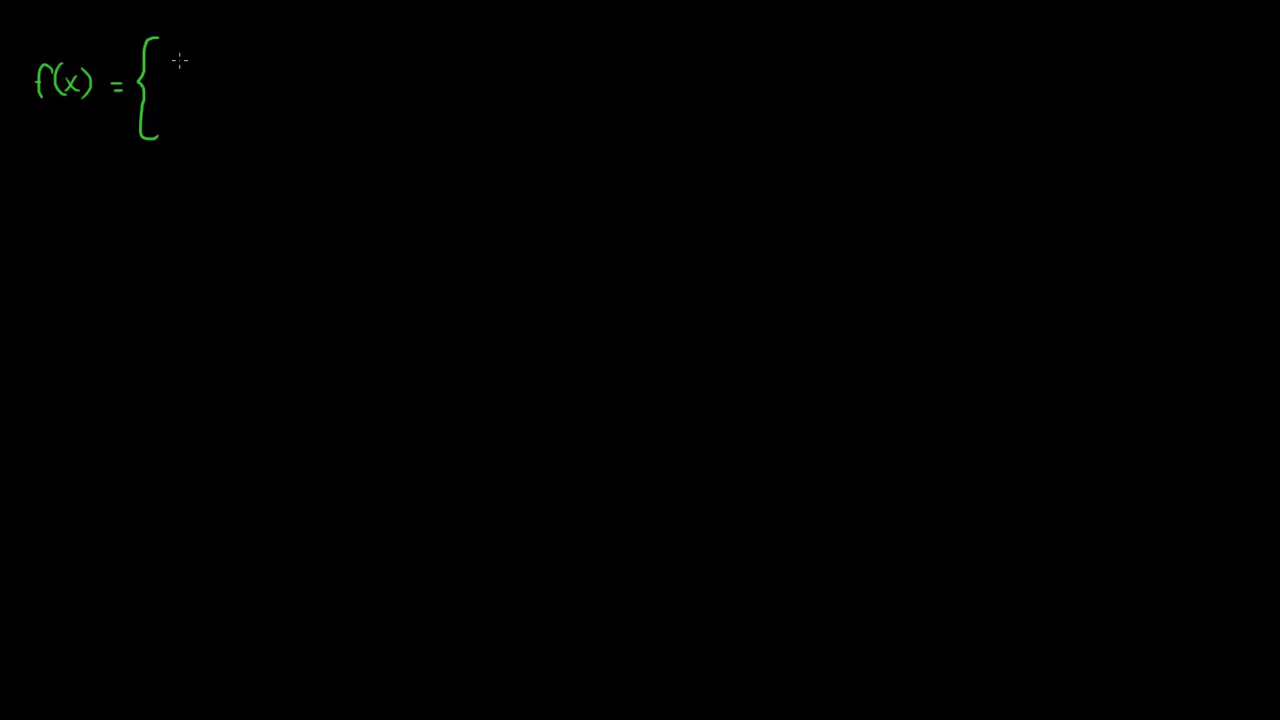 f(x) = {